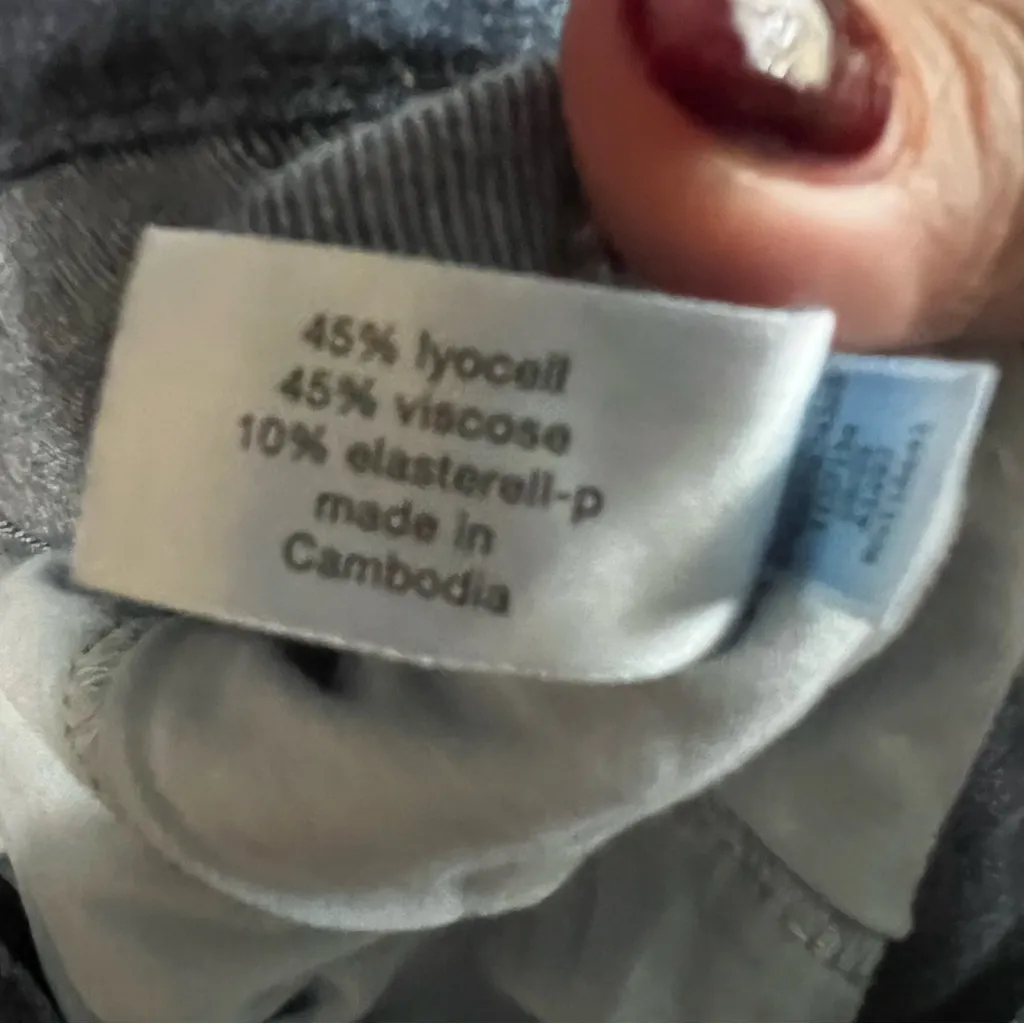 45% lyocell
45% viscose
10% elasterell-p
made in
Cambodia